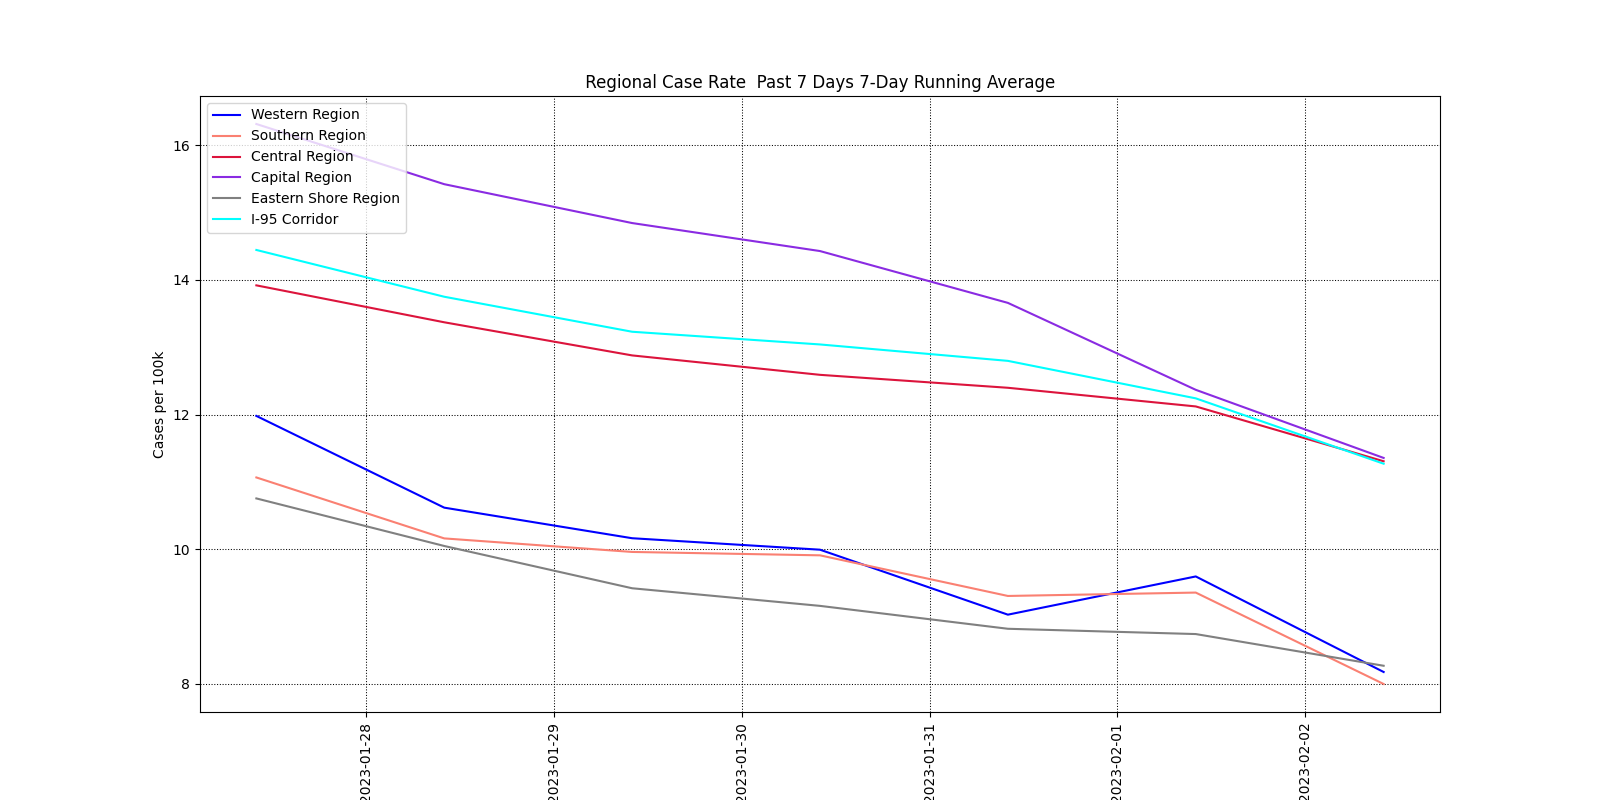 Regional Case Rate  Past 7 Days 7-Day Running Average
Western Region
Southern Region
Central Region
Capital Region
Eastern Shore Region
I-95 Corridor
Cases per 100k
16
14
12
10
8
2023-01-28
2023-01-29
2023-01-30
2023-01-31
2023-02-01
2023-02-02